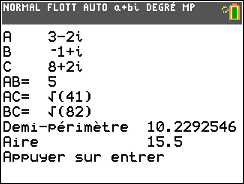 NORMAL FLOTT AUTO a+bi DEGRÉ MP
A 3-2i
B -1+i
C 8+2i
AB= 5
AC= √(41)
BC= √(82)
Demi-périmètre 10.2292546
Aire 15.5
Appuyer sur entrer